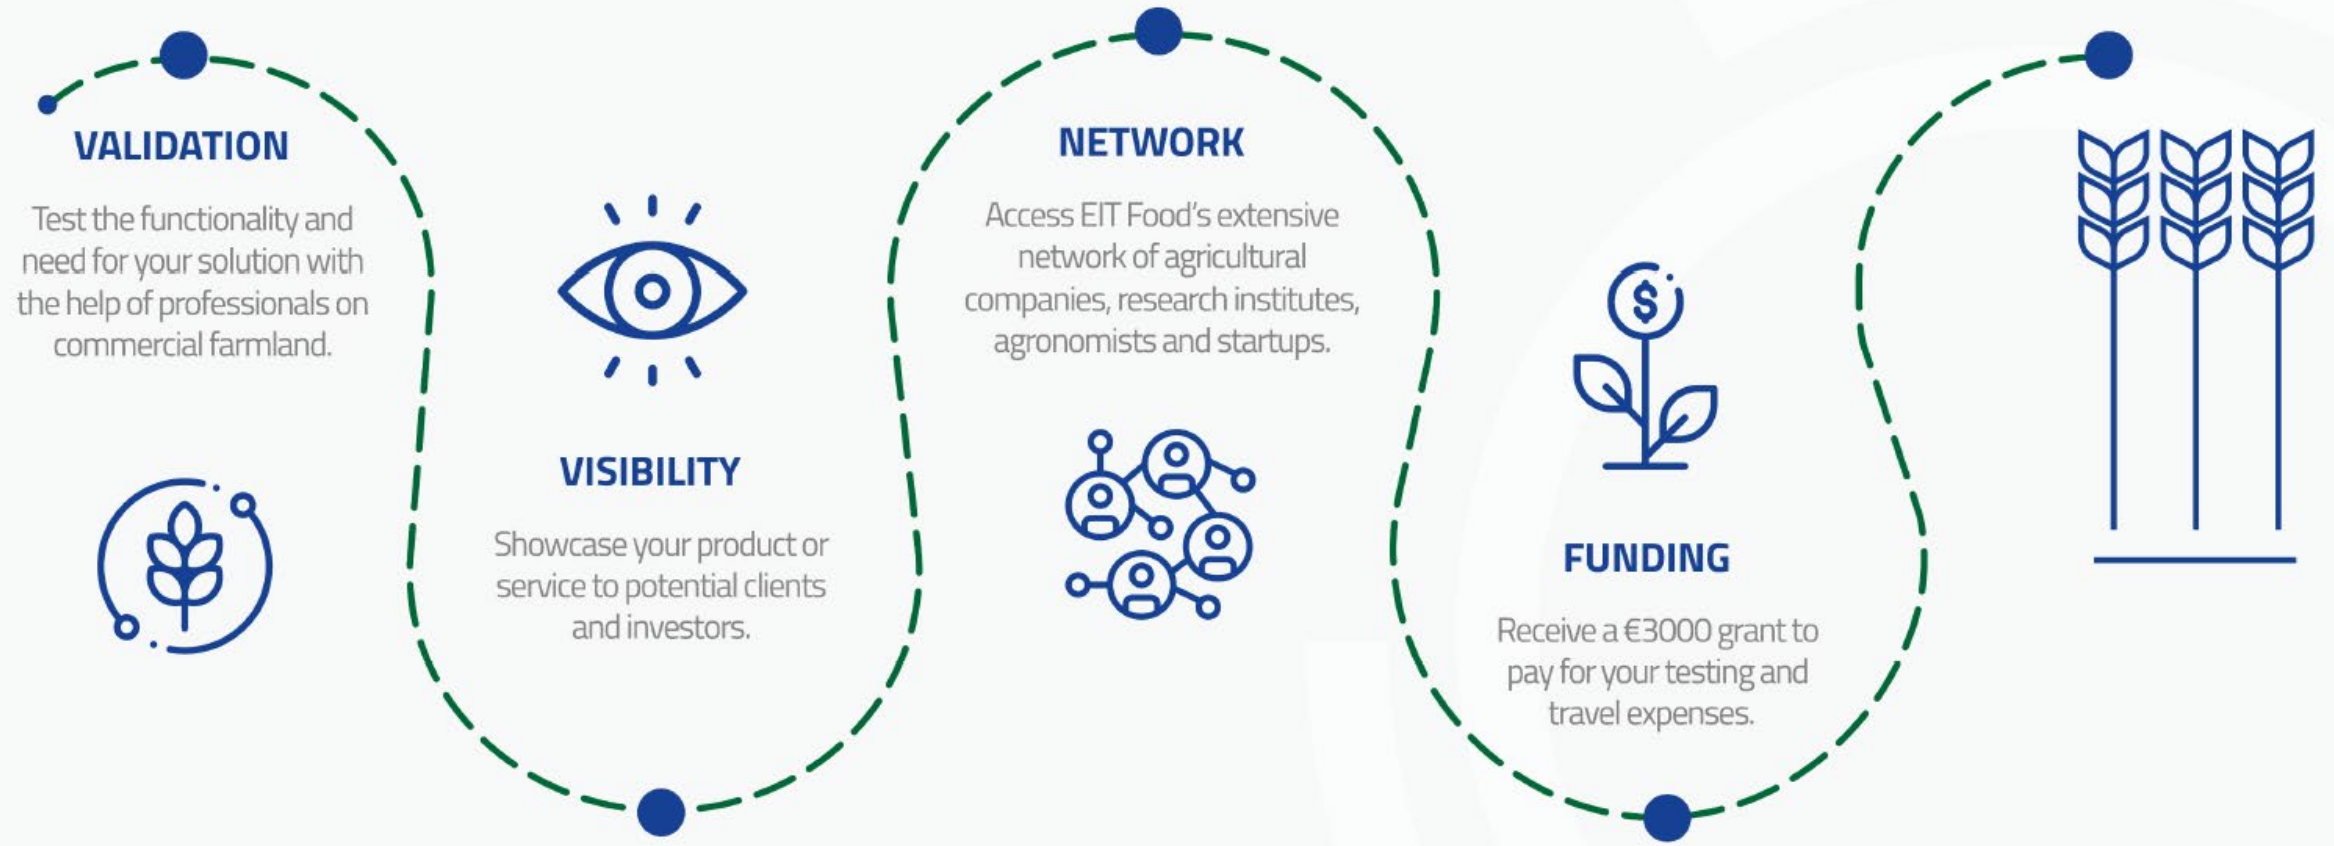 VALIDATION
Test the functionality and
need for your solution with
the help of professionals on
commercial farmland.
VISIBILITY
Showcase your product or
service to potential clients
and investors.
NETWORK
Access EIT Food's extensive
network of agricultural
companies, research institutes,
agronomists and startups.
$
FUNDING
Receive a €3000 grant to
pay for your testing and
travel expenses.